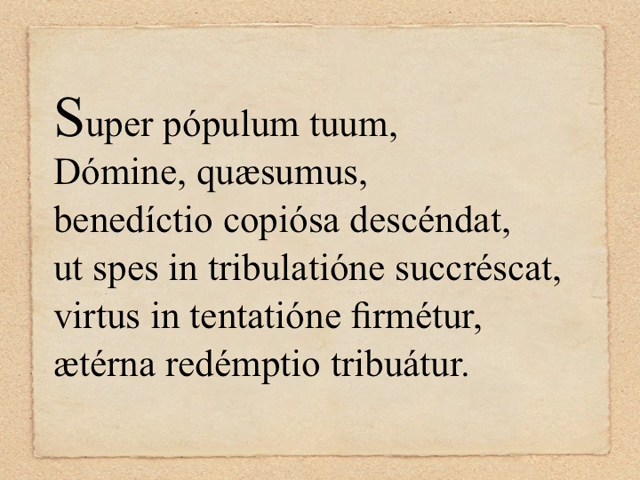 Super pópulum tuum,
Dómine, quæsumus,
benedíctio copiósa descéndat,
ut spes in tribulatióne succréscat,
virtus in tentatióne firmétur,
ætérna redémptio tribuátur.